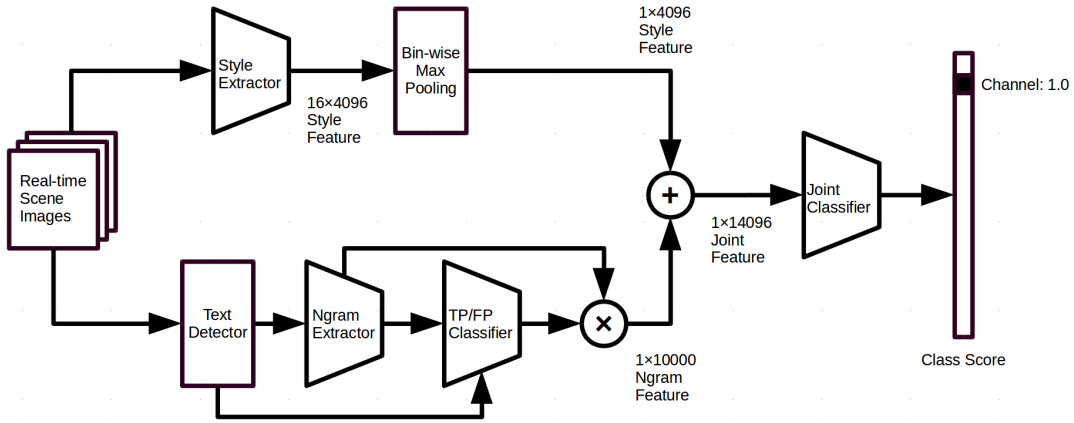 Style
Extractor
16×4096
Style
Feature
Bin-wise
Max
Pooling
1×4096
Style
Feature
Channel: 1.0
Real-time
Scene
Images
+
1×14096
Joint
Feature
Joint
Classifier
Text
Detector
Ngram
Extractor
TP/FP
Classifier
×
1×10000
Ngram
Feature
Class Score